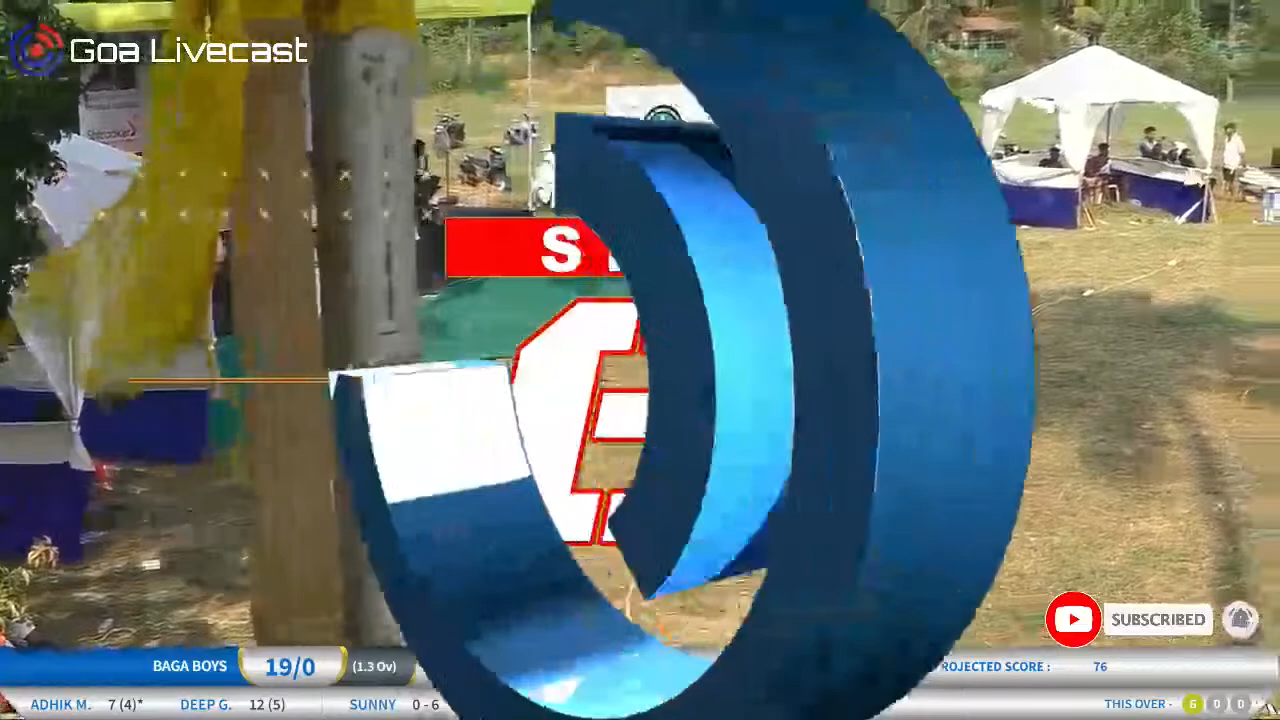 Goa Livecast
S
SUBSCRIBED
BAGA BOYS 19/0 (1.3 Ov)
ROJECTED SCORE : 76
ADHIK M. 7 (4)* DEEP G. 12 (5) SUNNY 0 - 6
THIS OVER - 6 0 0